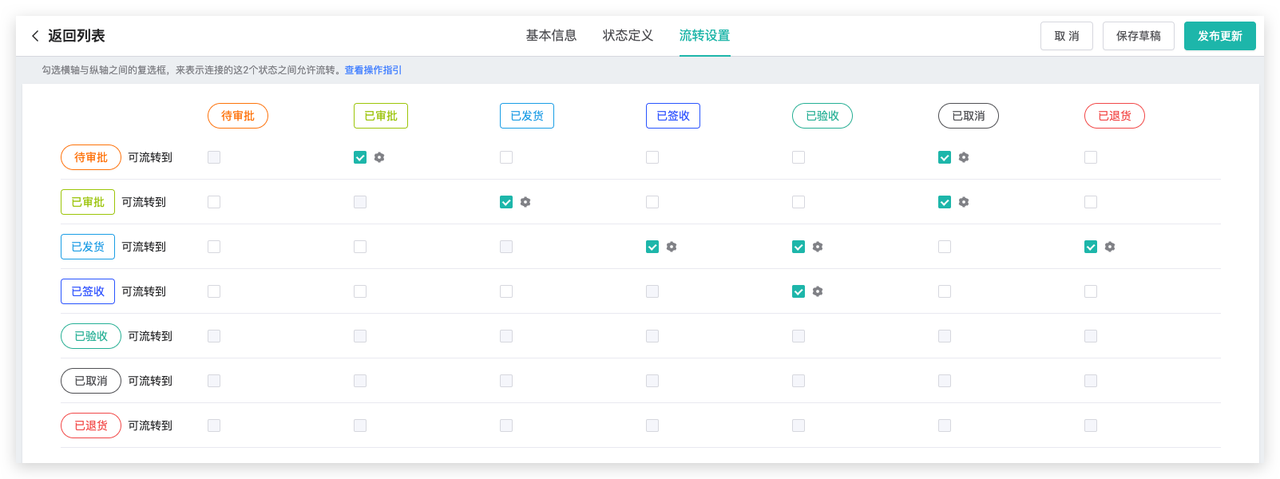 返回列表 基本信息 状态定义 流转设置 取 消 保存草稿 发布更新
勾选横轴与纵轴之间的复选框，来表示连接的这2个状态之间允许流转。查看操作指引
待审批 已审批 已发货 已签收 已验收 已取消 已退货
待审批 可流转到
已审批 可流转到
已发货 可流转到
已签收 可流转到
已验收 可流转到
已取消 可流转到
已退货 可流转到